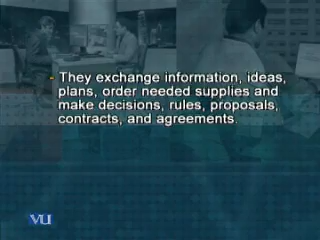 - They exchange information, ideas,
plans, order needed supplies and
make decisions, rules, proposals,
contracts, and agreements.
VU